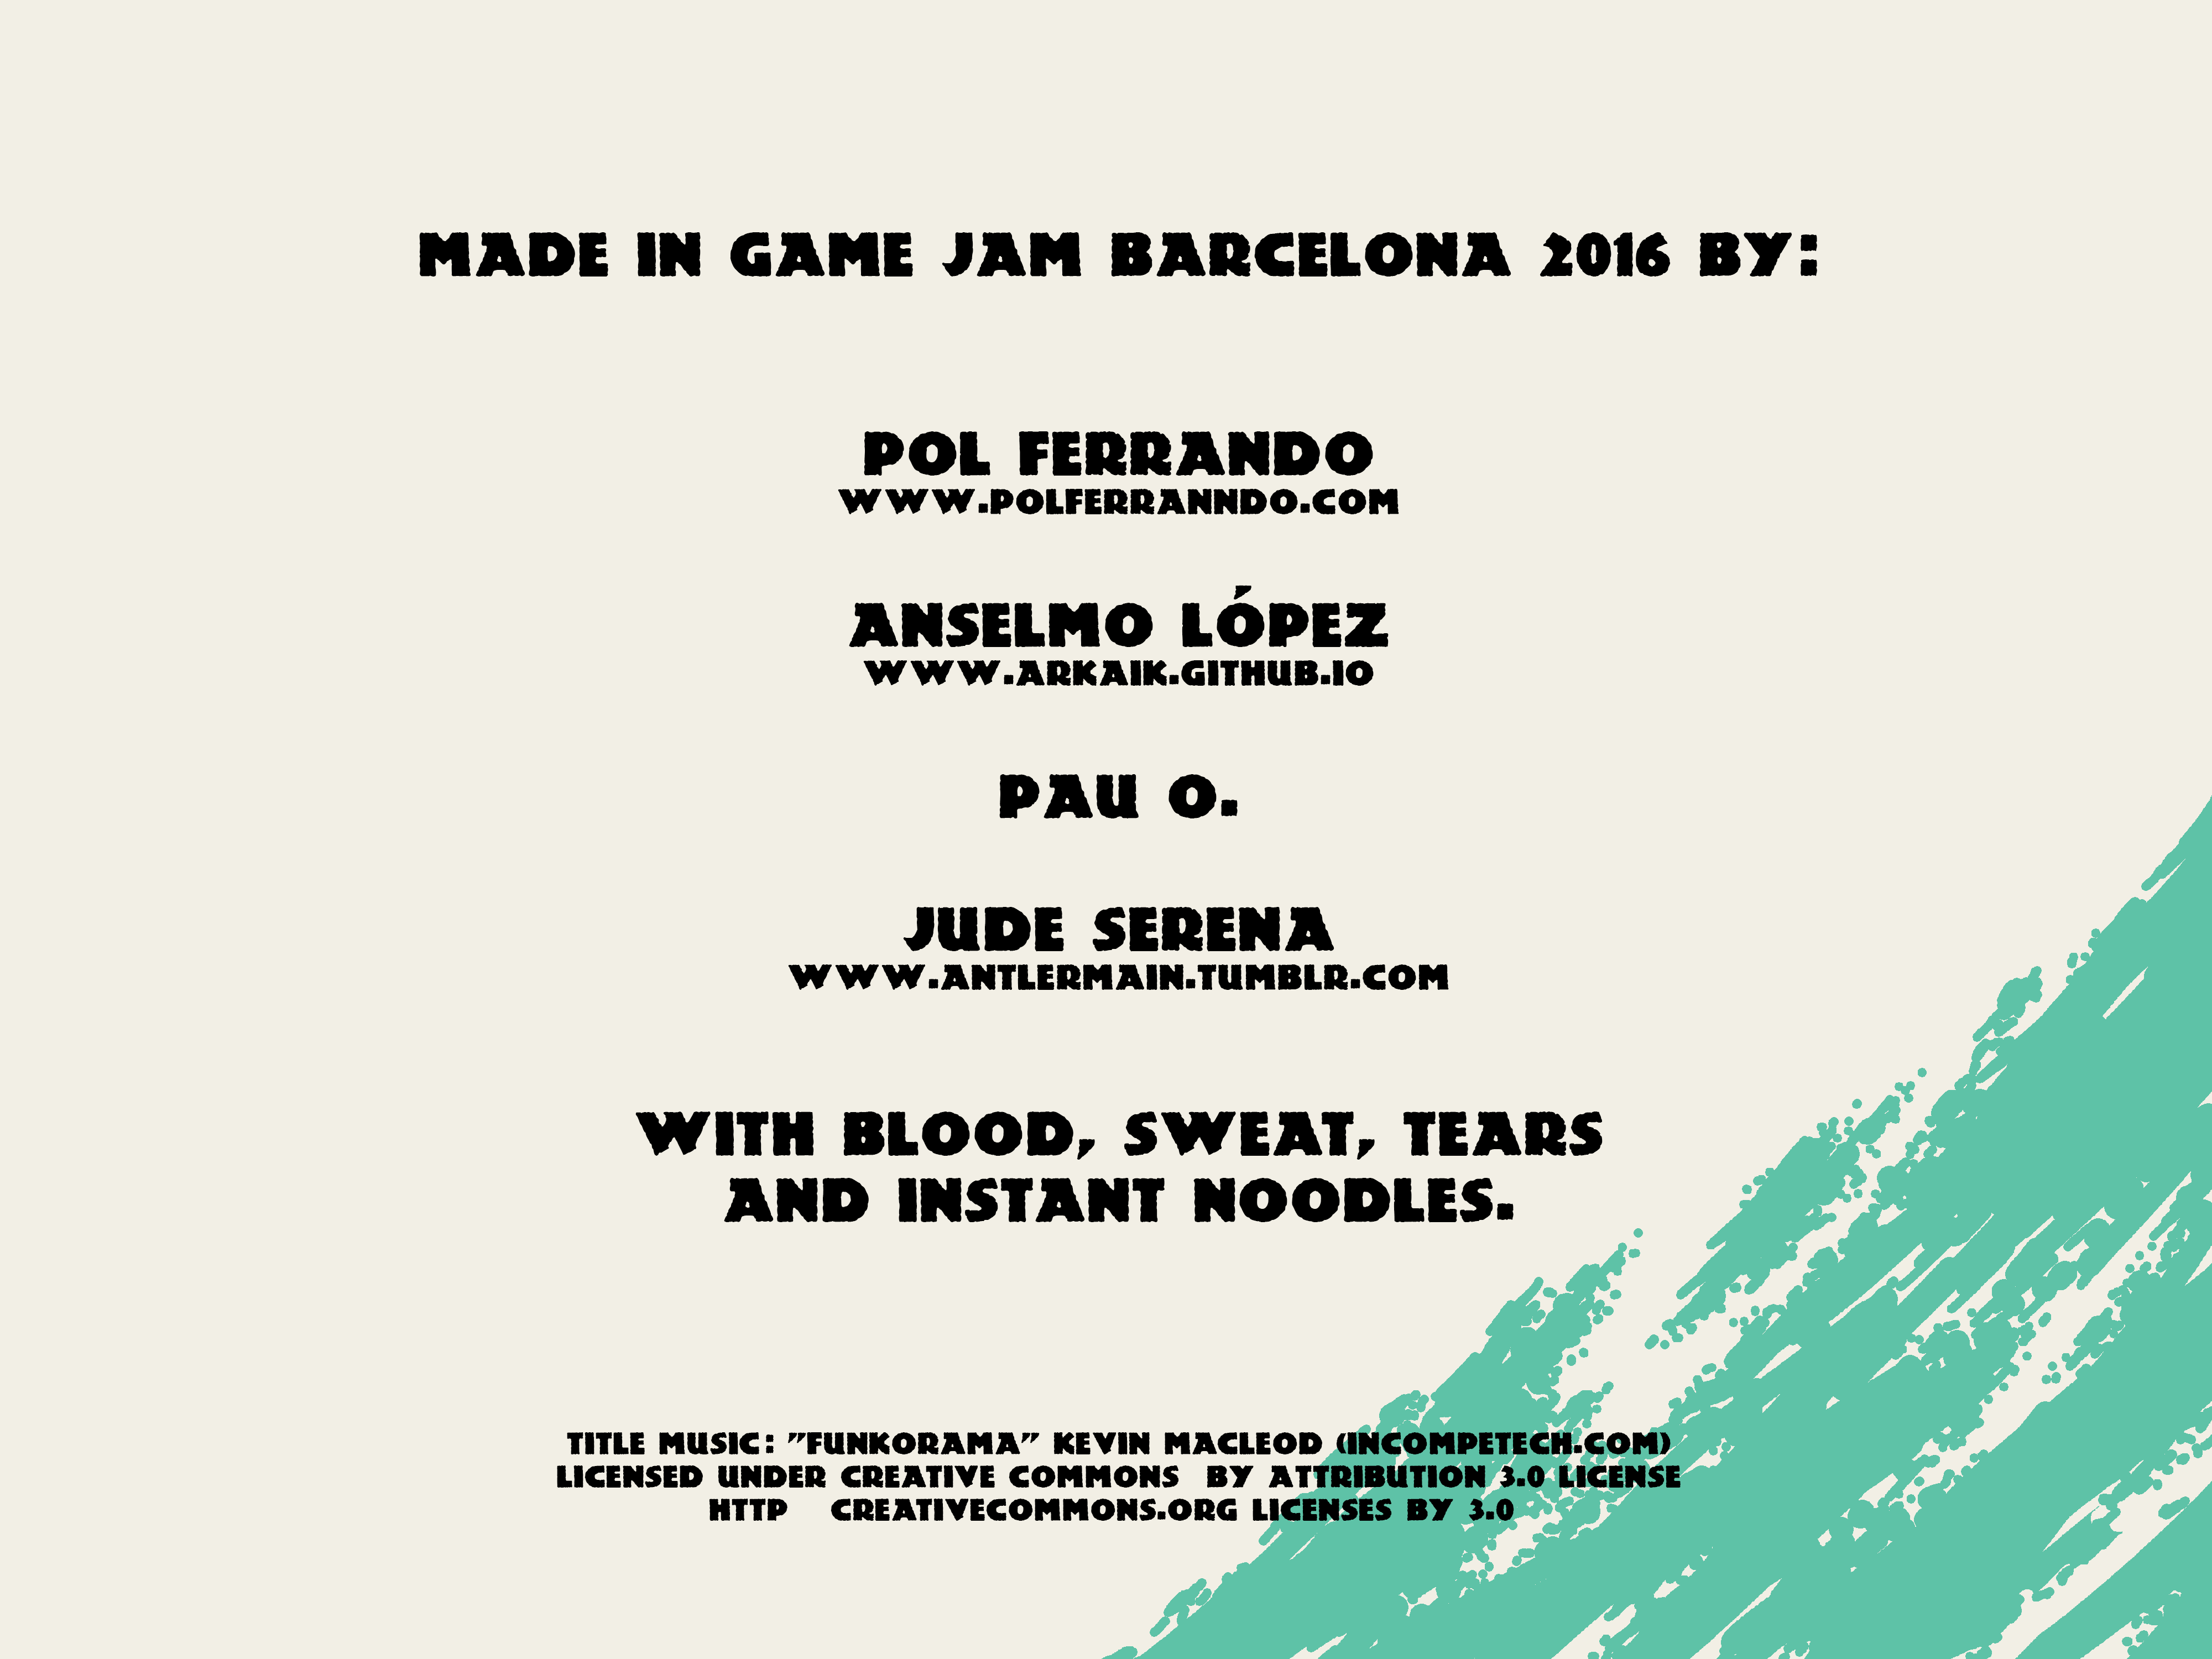 MADE IN GAME JAM BARCELONA 2016 BY:
POL FERRANDO
WWW.POLFERRANNDO.COM
ANSELMO LÓPEZ
WWW.ARKAIK.GITHUB.IO
PAU O.
JUDE SERENA
WWW.ANTLERMAIN.TUMBLR.COM
WITH BLOOD, SWEAT, TEARS
AND INSTANT NOODLES.
TITLE MUSIC: "FUNKORAMA" KEVIN MACLEOD (INCOMPETECH.COM)
LICENSED UNDER CREATIVE COMMONS BY ATTRIBUTION 3.0 LICENSE
HTTP CREATIVECOMMONS.ORG LICENSES BY 3.0